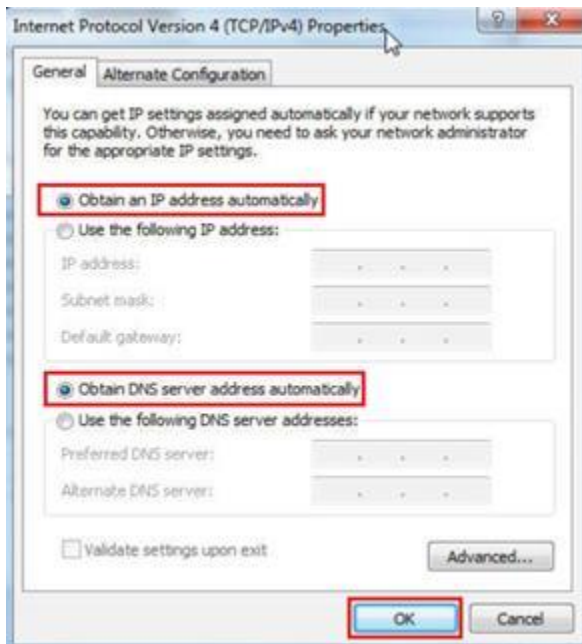 Internet Protocol Version 4 (TCP/IPv4) Properties
General
Alternate Configuration
You can get IP settings assigned automatically if your network supports
this capability. Otherwise, you need to ask your network administrator
for the appropriate IP settings.
Obtain an IP address automatically
Use the following IP address:
IP address:
Subnet mask:
Default gateway:
Obtain DNS server address automatically
Use the following DNS server addresses:
Preferred DNS server:
Alternate DNS server:
Validate settings upon exit
Advanced...
OK
Cancel